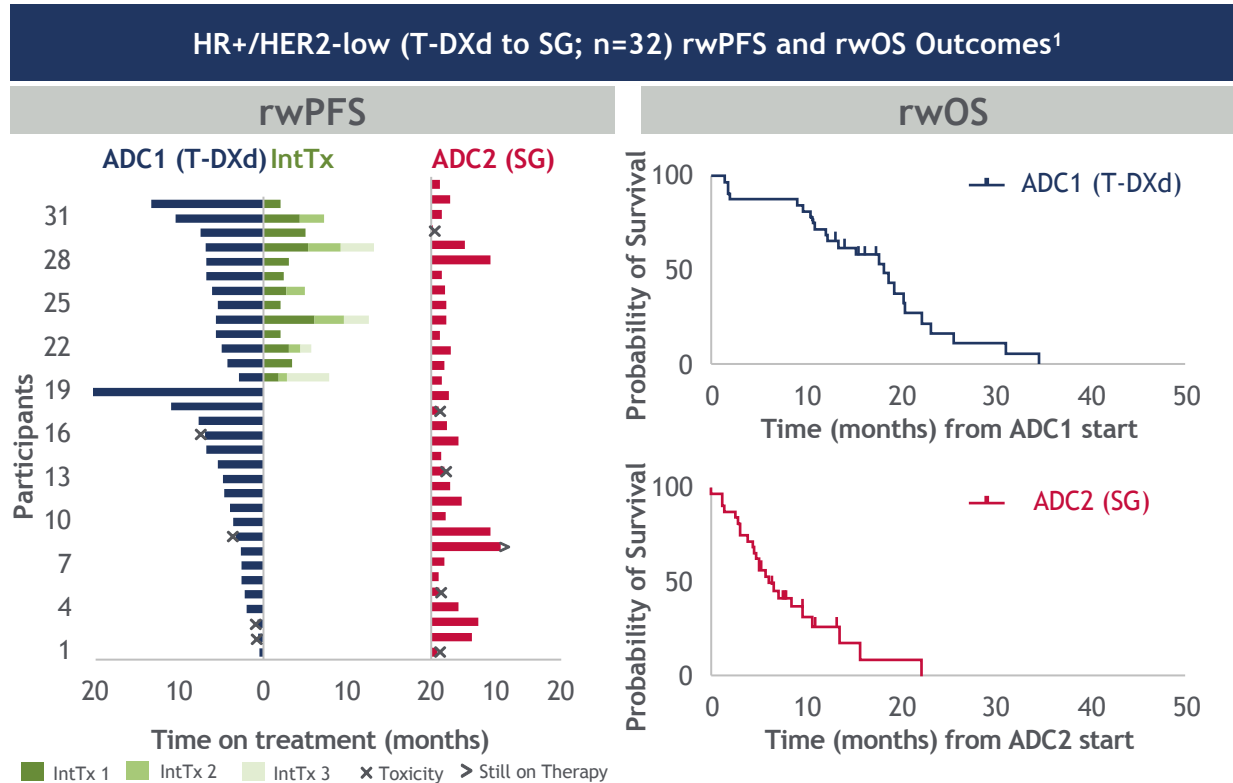 HR+/HER2-low (T-DXd to SG; n=32) rwPFS and rwOS Outcomes¹
rwPFS
ADC1 (T-DXd) IntTx ADC2 (SG)
Participants
31
28
25
22
19
16
13
10
7
4
1
20 10 0 10 20 10 20
Time on treatment (months)
IntTx 1 IntTx 2 IntTx 3 × Toxicity > Still on Therapy
rwOS
Probability of Survival
100
50
0
ADC1 (T-DXd)
0 10 20 30 40 50
Time (months) from ADC1 start
Probability of Survival
100
50
0
ADC2 (SG)
0 10 20 30 40 50
Time (months) from ADC2 start